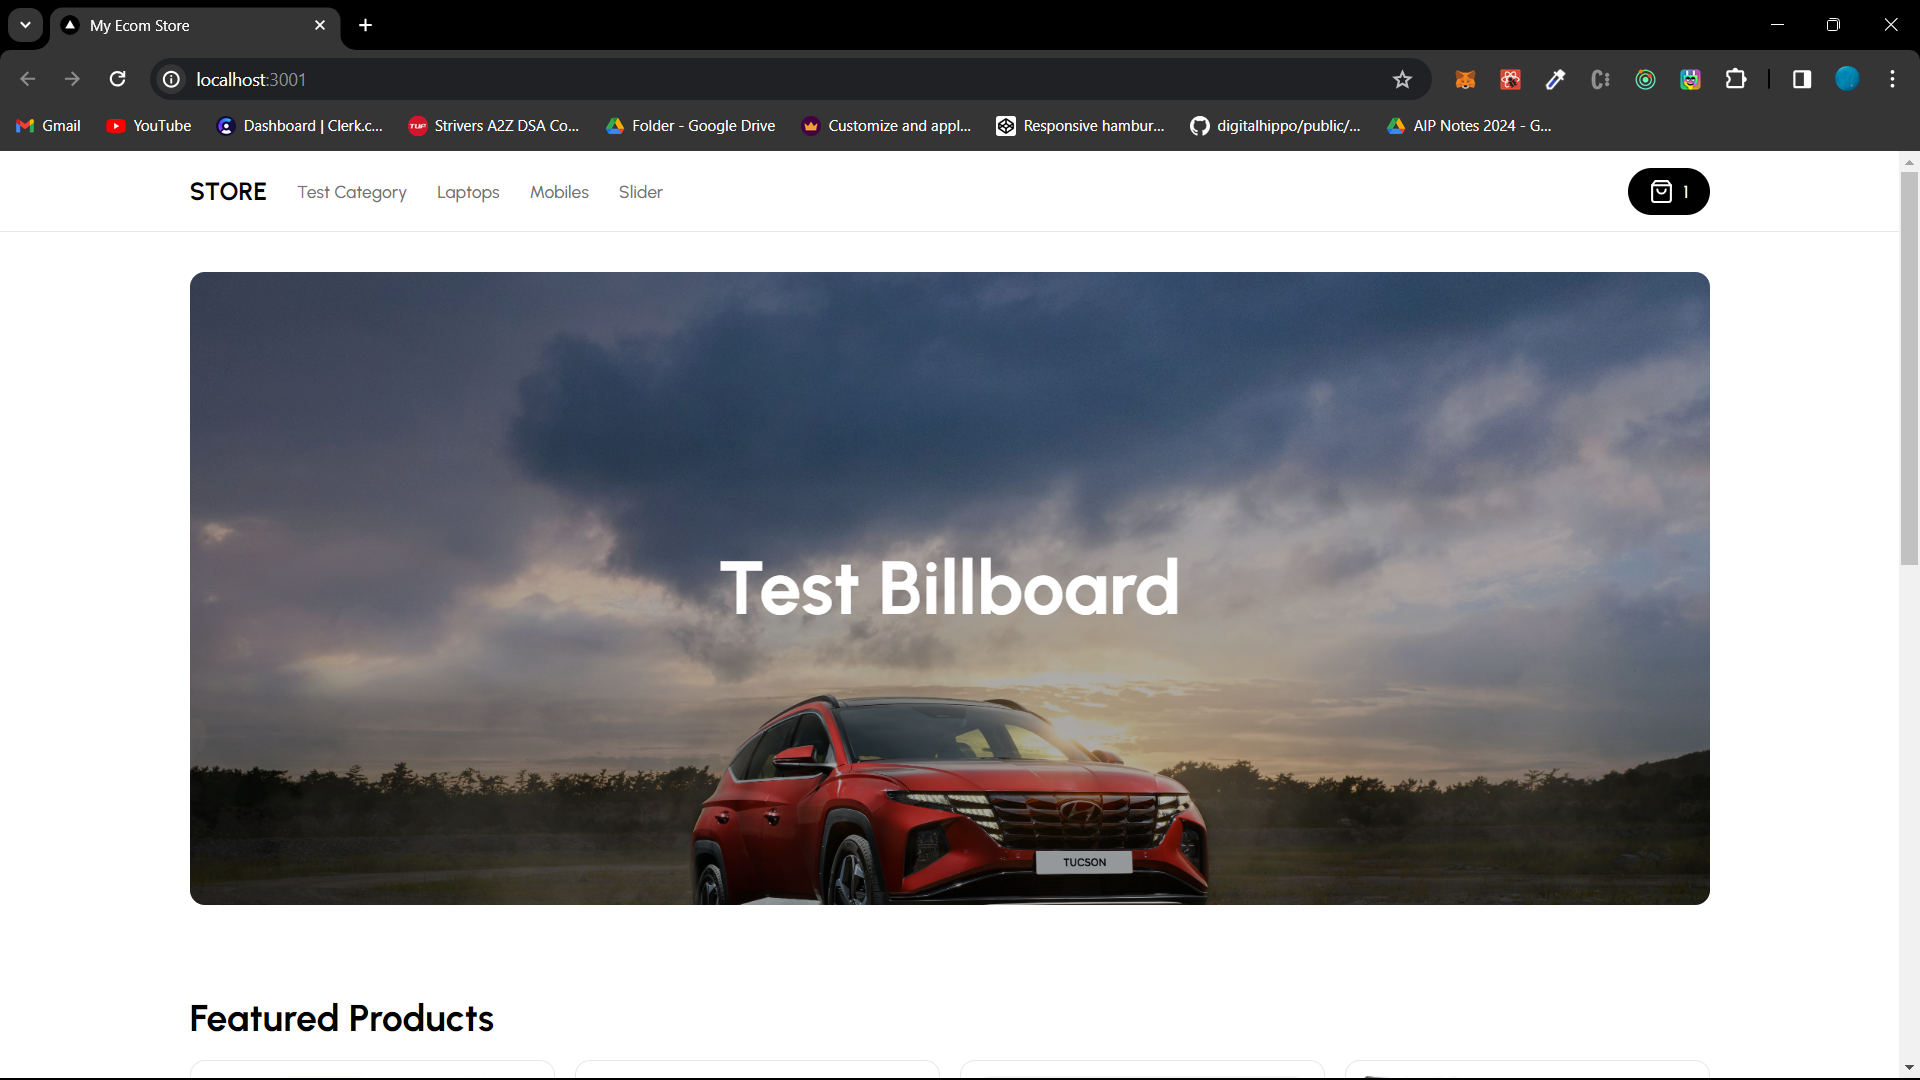 My Ecom Store
localhost:3001
Gmail
YouTube
Dashboard | Clerk.c...
TUF
Strivers A2Z DSA Co...
Folder - Google Drive
Customize and appl...
Responsive hambur...
digitalhippo/public/...
AIP Notes 2024 - G...
STORE
Test Category
Laptops
Mobiles
Slider
1
Test Billboard
TUCSON
Featured Products